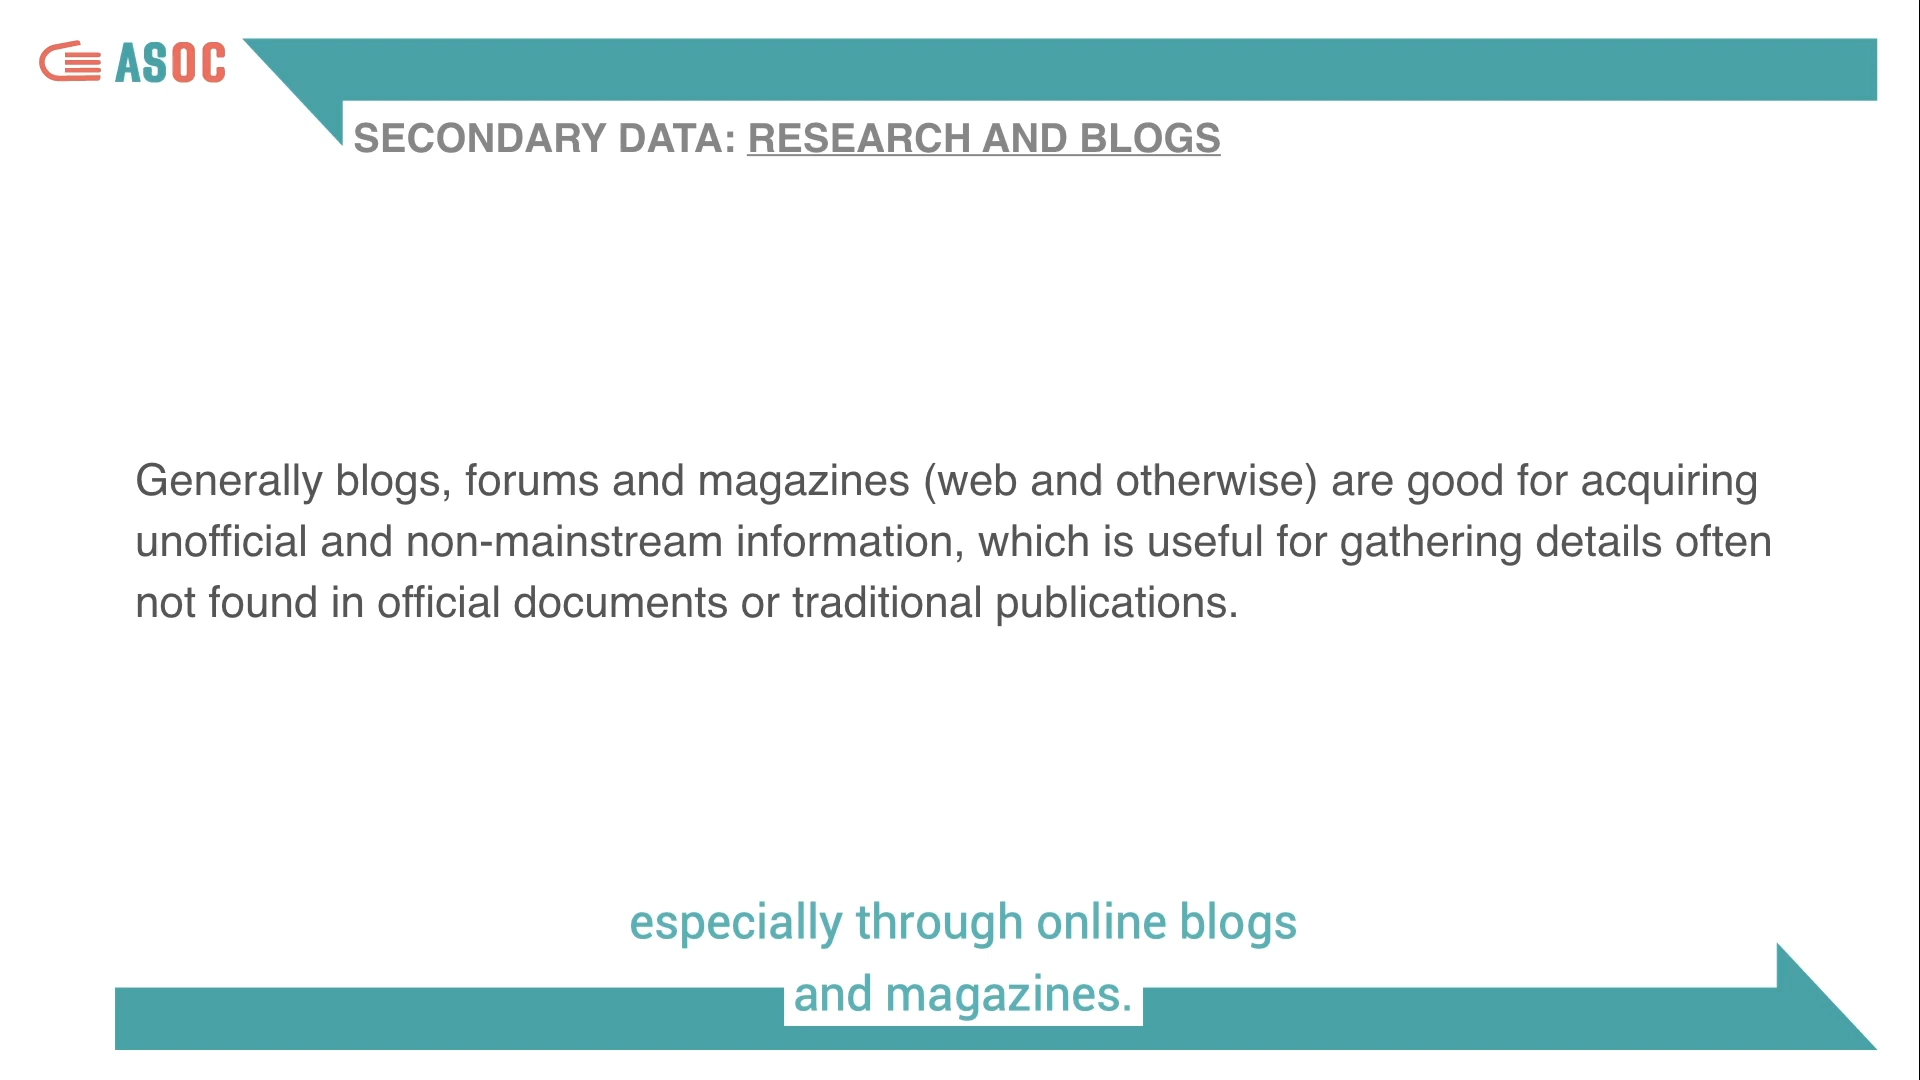 ASOC
SECONDARY DATA: RESEARCH AND BLOGS
Generally blogs, forums and magazines (web and otherwise) are good for acquiring
unofficial and non-mainstream information, which is useful for gathering details often
not found in official documents or traditional publications.
especially through online blogs
and magazines.